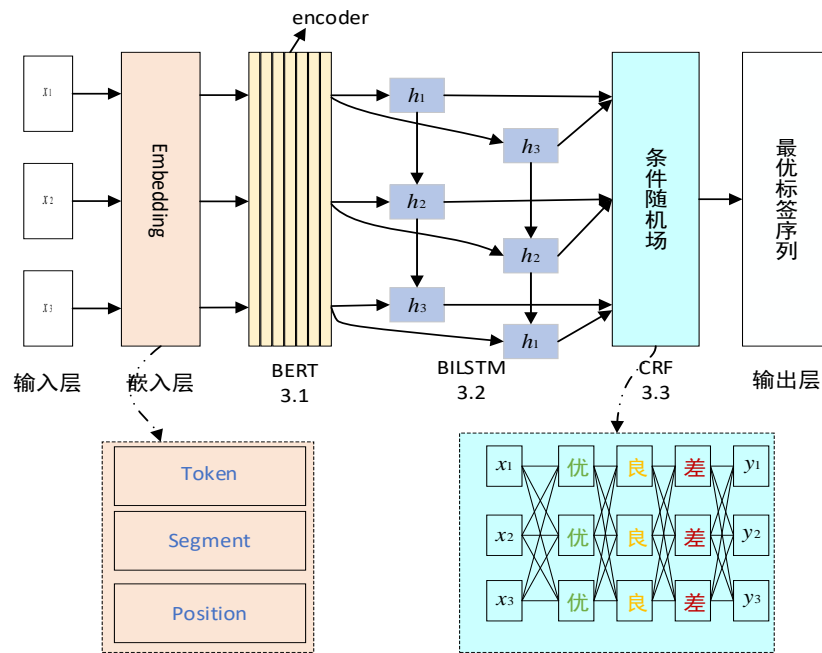 encoder
x1
x2
x3
Embedding
h1
h3
h2
h2
h3
h1
条件随机场
最优标签序列
输入层
嵌入层
BERT
3.1
BILSTM
3.2
CRF
3.3
输出层
Token
Segment
Position
x1 优 良 差 y1
x2 优 良 差 y2
x3 优 良 差 y3